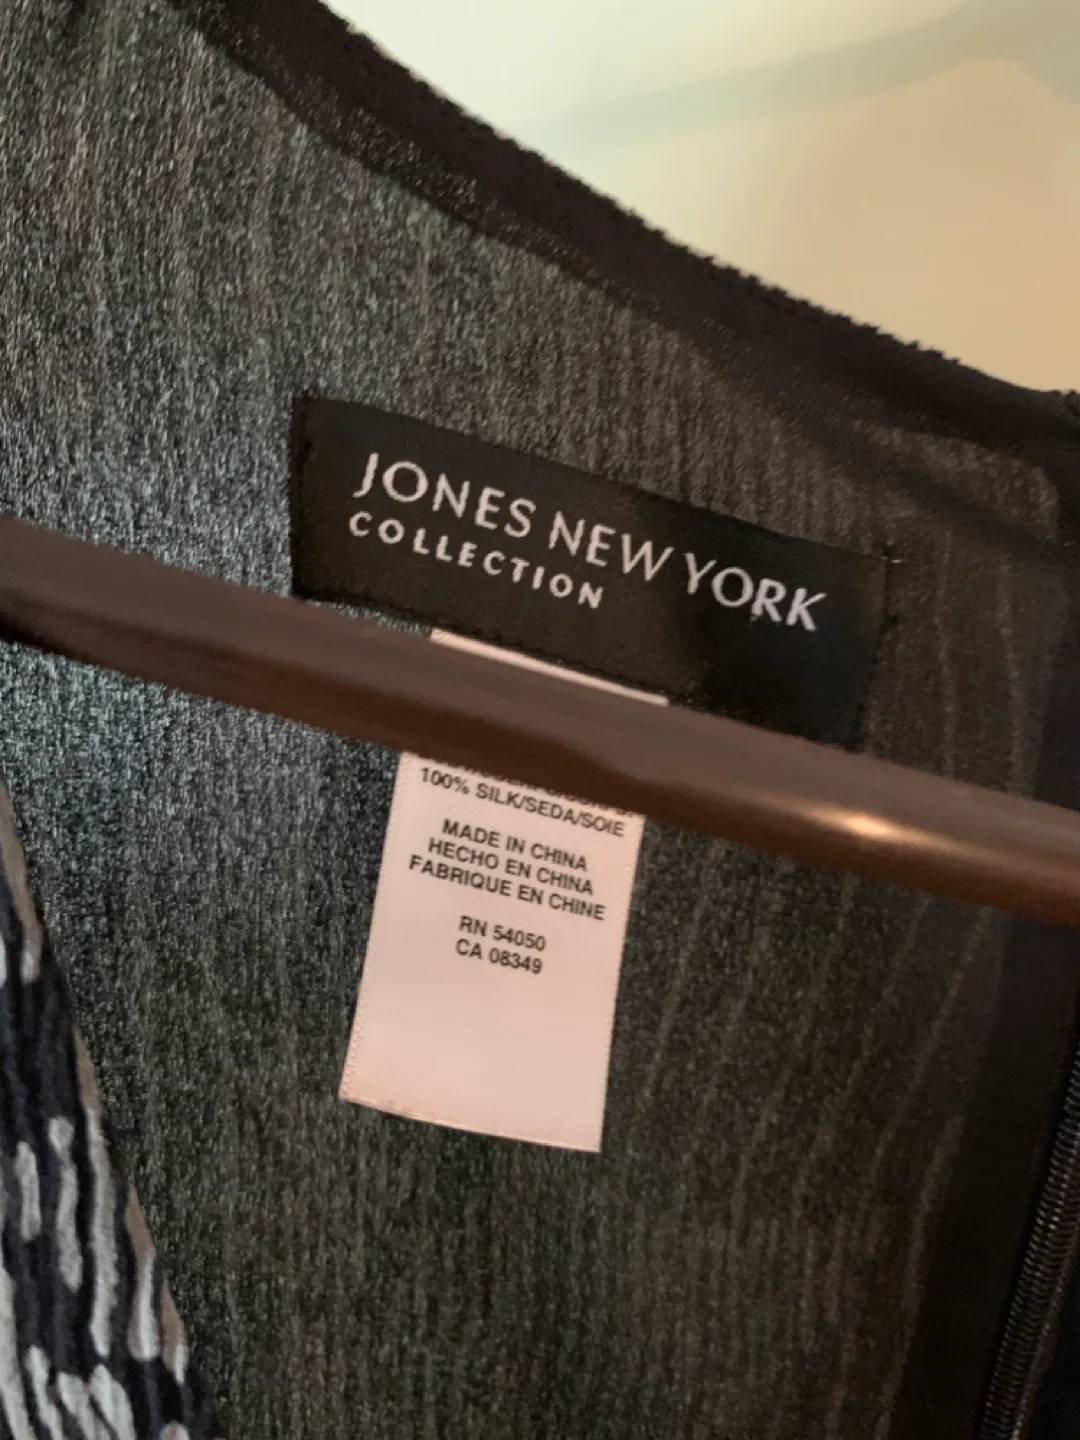 JONES NEW YORK
COLLECTION
100% SILK/SEDA/SOIE
MADE IN CHINA
HECHO EN CHINA
FABRIQUE EN CHINE
RN 54050
CA 08349